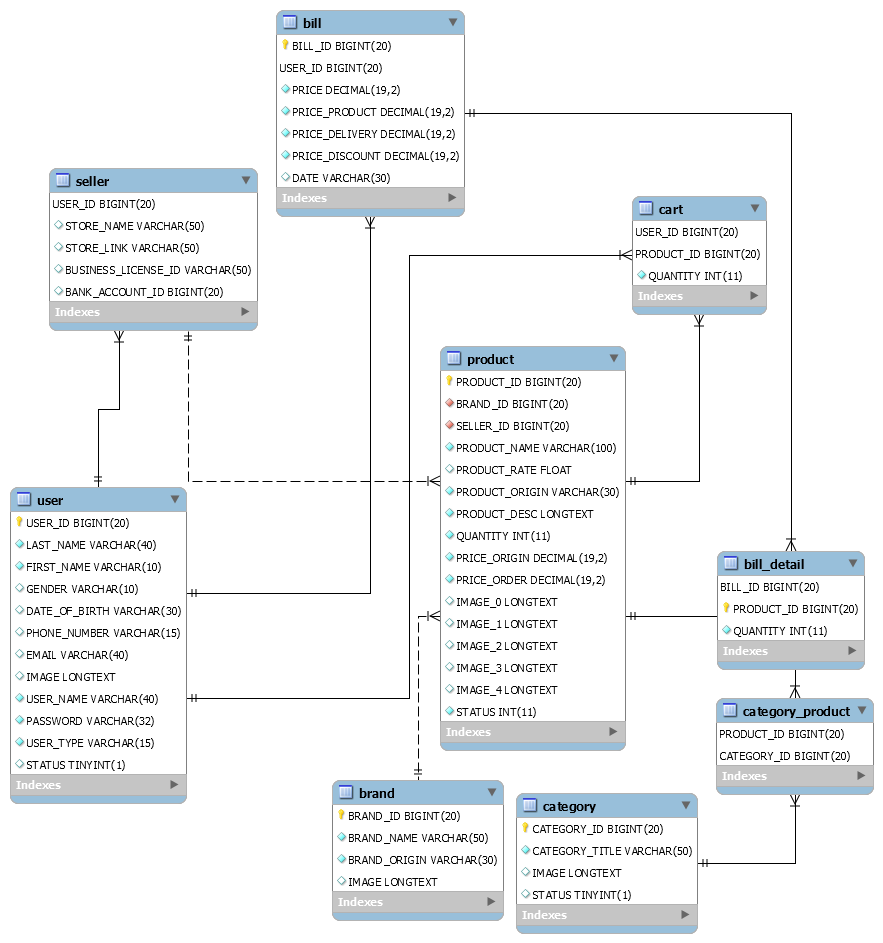 bill
BILL_ID BIGINT(20)
USER_ID BIGINT(20)
PRICE DECIMAL(19,2)
PRICE_PRODUCT DECIMAL(19,2)
PRICE_DELIVERY DECIMAL(19,2)
PRICE_DISCOUNT DECIMAL(19,2)
DATE VARCHAR(30)
Indexes
seller
USER_ID BIGINT(20)
STORE_NAME VARCHAR(50)
STORE_LINK VARCHAR(50)
BUSINESS_LICENSE_ID VARCHAR(50)
BANK_ACCOUNT_ID BIGINT(20)
Indexes
cart
USER_ID BIGINT(20)
PRODUCT_ID BIGINT(20)
QUANTITY INT(11)
Indexes
product
PRODUCT_ID BIGINT(20)
BRAND_ID BIGINT(20)
SELLER_ID BIGINT(20)
PRODUCT_NAME VARCHAR(100)
PRODUCT_RATE FLOAT
PRODUCT_ORIGIN VARCHAR(30)
PRODUCT_DESC LONGTEXT
QUANTITY INT(11)
PRICE_ORIGIN DECIMAL(19,2)
PRICE_ORDER DECIMAL(19,2)
IMAGE_0 LONGTEXT
IMAGE_1 LONGTEXT
IMAGE_2 LONGTEXT
IMAGE_3 LONGTEXT
IMAGE_4 LONGTEXT
STATUS INT(11)
Indexes
user
USER_ID BIGINT(20)
LAST_NAME VARCHAR(40)
FIRST_NAME VARCHAR(10)
GENDER VARCHAR(10)
DATE_OF_BIRTH VARCHAR(30)
PHONE_NUMBER VARCHAR(15)
EMAIL VARCHAR(40)
IMAGE LONGTEXT
USER_NAME VARCHAR(40)
PASSWORD VARCHAR(32)
USER_TYPE VARCHAR(15)
STATUS TINYINT(1)
Indexes
bill_detail
BILL_ID BIGINT(20)
PRODUCT_ID BIGINT(20)
QUANTITY INT(11)
Indexes
category_product
PRODUCT_ID BIGINT(20)
CATEGORY_ID BIGINT(20)
Indexes
brand
BRAND_ID BIGINT(20)
BRAND_NAME VARCHAR(50)
BRAND_ORIGIN VARCHAR(30)
IMAGE LONGTEXT
Indexes
category
CATEGORY_ID BIGINT(20)
CATEGORY_TITLE VARCHAR(50)
IMAGE LONGTEXT
STATUS TINYINT(1)
Indexes